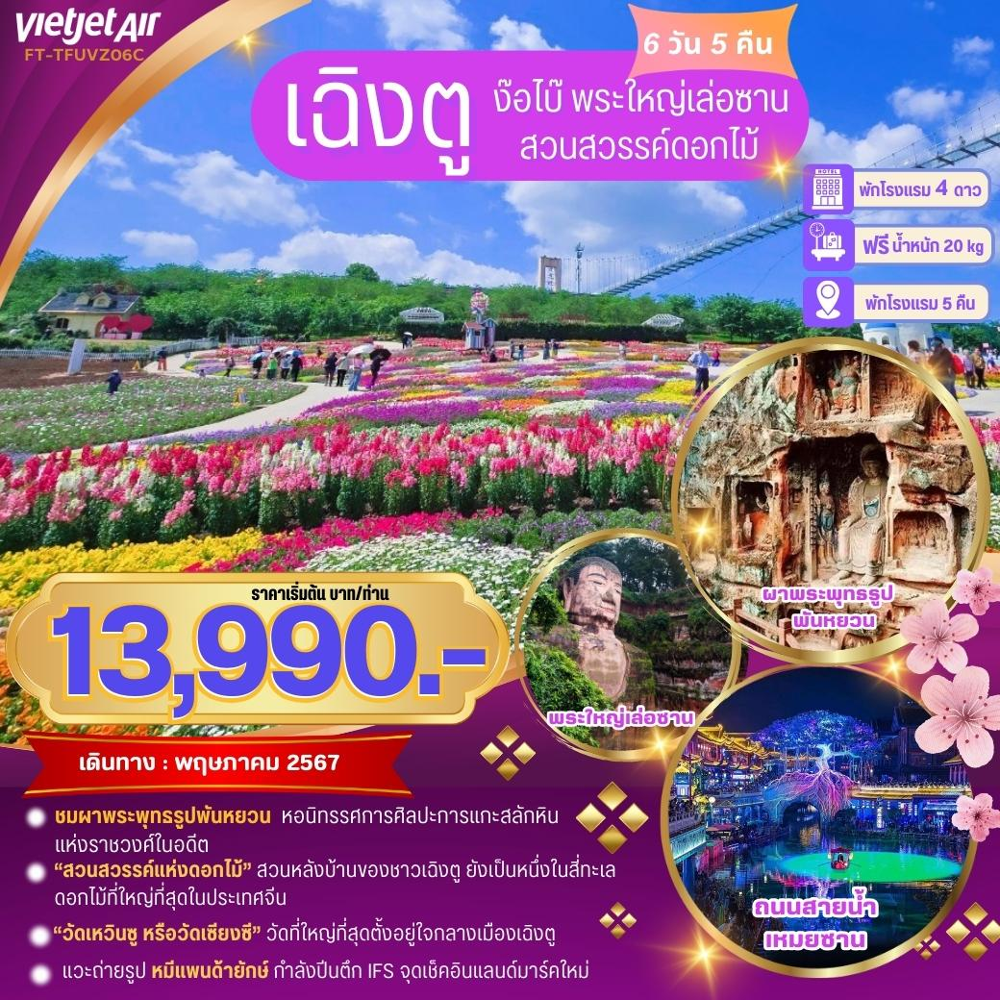 vietjet Air
FT-TFUVZ06C
6 วัน 5 คืน
เฉิงตู
ง๊อไบ๊ พระใหญ่เล่อซาน
สวนสวรรค์ดอกไม้
HOTEL
พักโรงแรม 4 ดาว
ฟรี น้ำหนัก 20 kg
พักโรงแรม 5 คืน
ผาพระพุทธรูป
พันหยวน
พระใหญ่เล่อซาน
ราคาเริ่มต้น บาท/ท่าน
13,990.-
เดินทาง : พฤษภาคม 2567
ชมผาพระพุทธรูปพันหยวน หอนิทรรศการศิลปะการแกะสลักหิน
แห่งราชวงศ์ในอดีต
“สวนสวรรค์แห่งดอกไม้” สวนหลังบ้านของชาวเฉิงตู ยังเป็นหนึ่งในสี่ทะเล
ดอกไม้ที่ใหญ่ที่สุดในประเทศจีน
“วัดเหวินซู หรือวัดเซียงซี” วัดที่ใหญ่ที่สุดตั้งอยู่ใจกลางเมืองเฉิงตู
แวะถ่ายรูป หมีแพนด้ายักษ์ กำลังปีนตึก IFS จุดเช็คอินแลนด์มาร์คใหม่
ถนนสายน้ำ
เหมยซาน